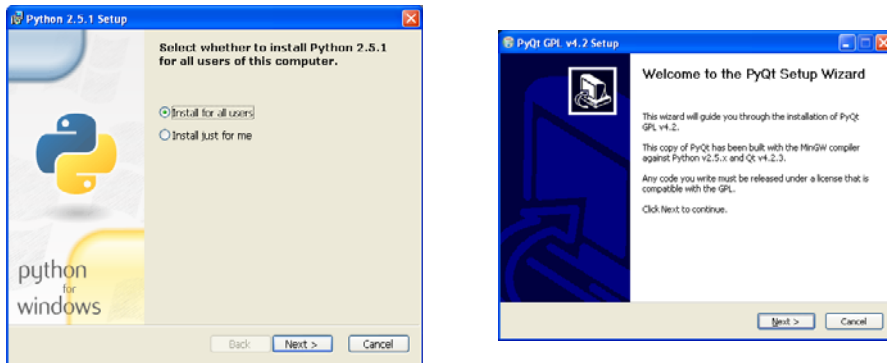 Python 2.5.1 Setup
Select whether to install Python 2.5.1
for all users of this computer.
Install for all users
Install just for me
python
for
windows
Back
Next >
Cancel
PyQt GPL v4.2 Setup
Welcome to the PyQt Setup Wizard
This wizard will guide you through the installation of PyQt
GPL v4.2.
This copy of PyQt has been built with the MinGW compiler
against Python v2.5.x and Qt v4.2.3.
Any code you write must be released under a license that is
compatible with the GPL.
Click Next to continue.
Next >
Cancel